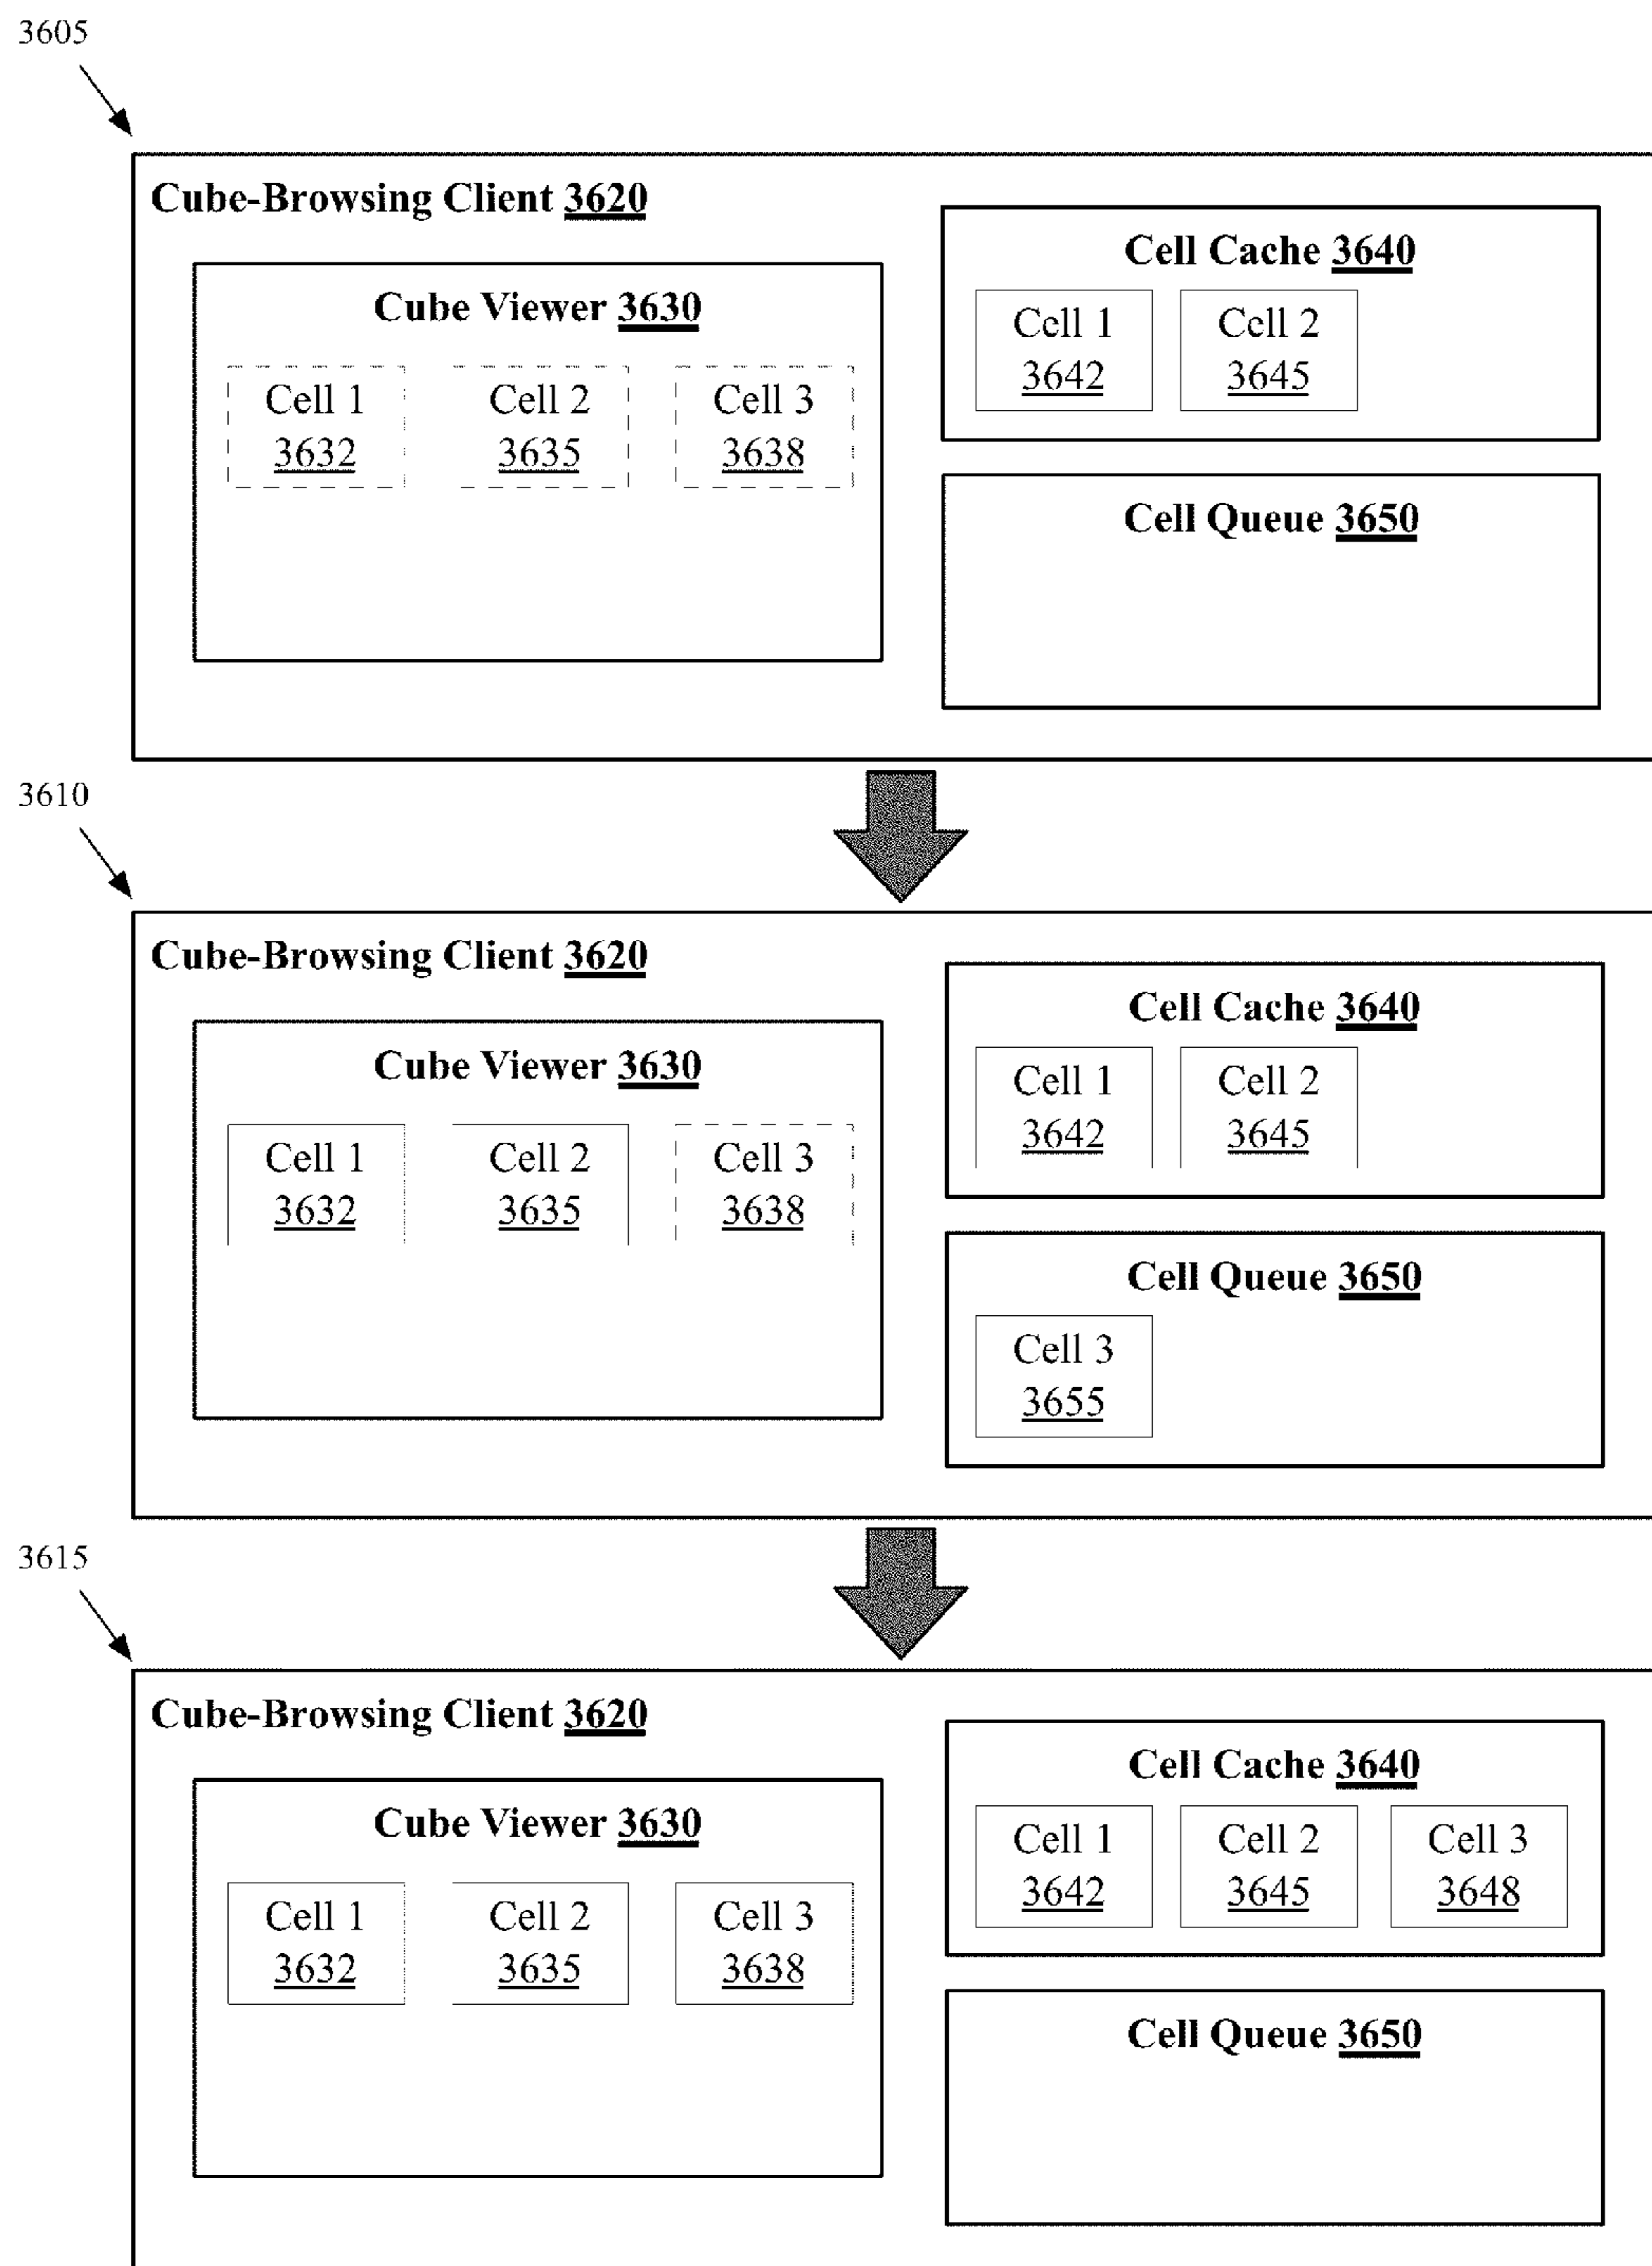 3605
Cube-Browsing Client 3620
Cube Viewer 3630
Cell 1
3632
Cell 2
3635
Cell 3
3638
Cell Cache 3640
Cell 1
3642
Cell 2
3645
Cell Queue 3650
3610
Cube-Browsing Client 3620
Cube Viewer 3630
Cell 1
3632
Cell 2
3635
Cell 3
3638
Cell Cache 3640
Cell 1
3642
Cell 2
3645
Cell Queue 3650
Cell 3
3655
3615
Cube-Browsing Client 3620
Cube Viewer 3630
Cell 1
3632
Cell 2
3635
Cell 3
3638
Cell Cache 3640
Cell 1
3642
Cell 2
3645
Cell 3
3648
Cell Queue 3650